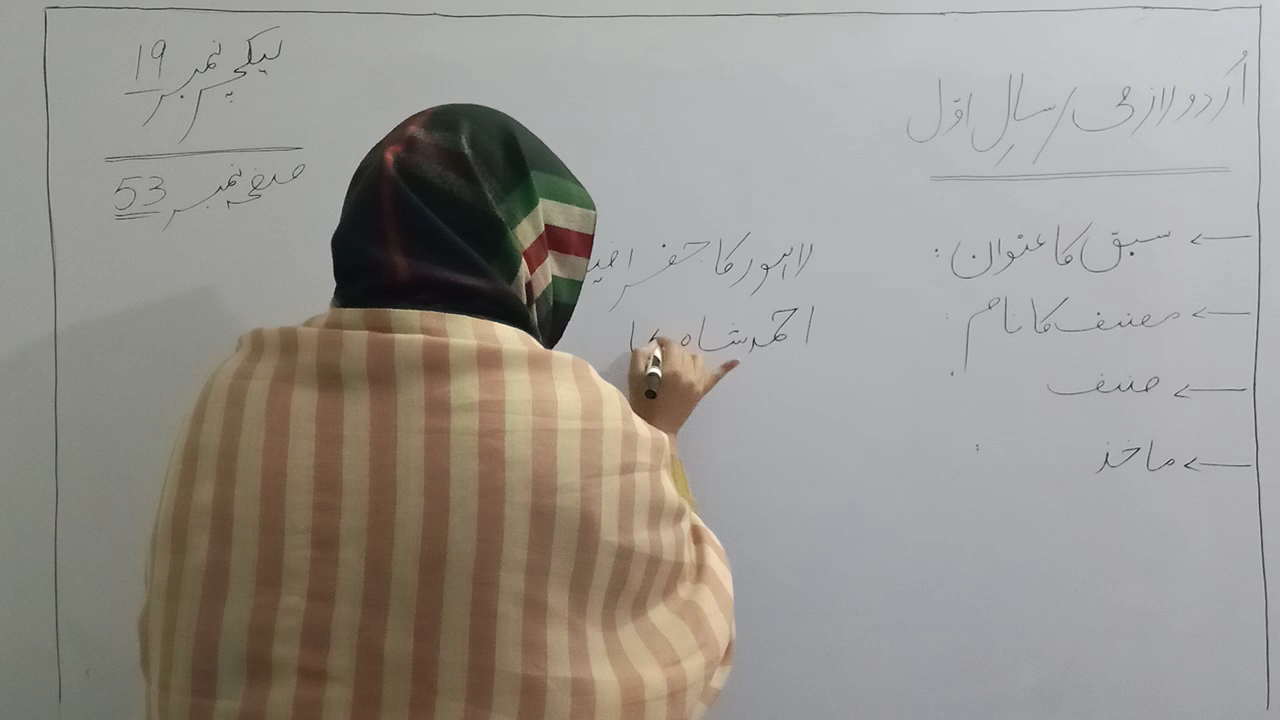 اُردو لازمی / سالِ اوّل
لیکچر نمبر 19
صفحہ نمبر 53
← سبق کا عنوان : لاہور کا جغرافیہ
← مصنف کا نام : احمد شاہ
← صنف :
← ماخذ